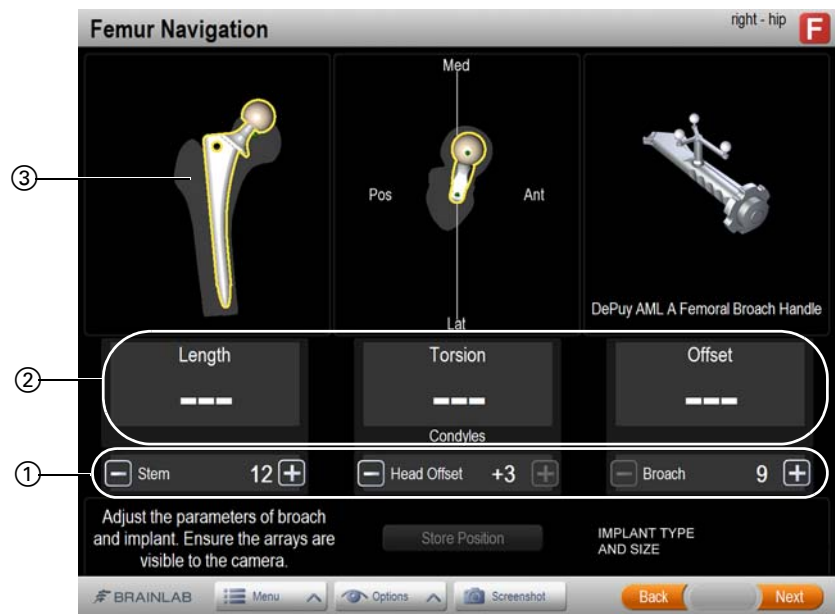 Femur Navigation
right - hip
F
Med
Pos
Ant
Lat
DePuy AML A Femoral Broach Handle
③
②
Length
Torsion
Offset
---
---
---
Condyles
①
- Stem 12 +
- Head Offset +3 +
- Broach 9 +
Adjust the parameters of broach
and implant. Ensure the arrays are
visible to the camera.
Store Position
IMPLANT TYPE
AND SIZE
BRAINLAB
Menu
Options
Screenshot
Back
Next